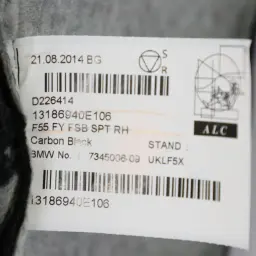 21.08.2014 BG
S
R
D226414
13186940E106
F55 FY FSB SPT RH
ALC
Carbon Black
STAND :
BMW No. : 7345006-09 UKLF5X
13186940E106